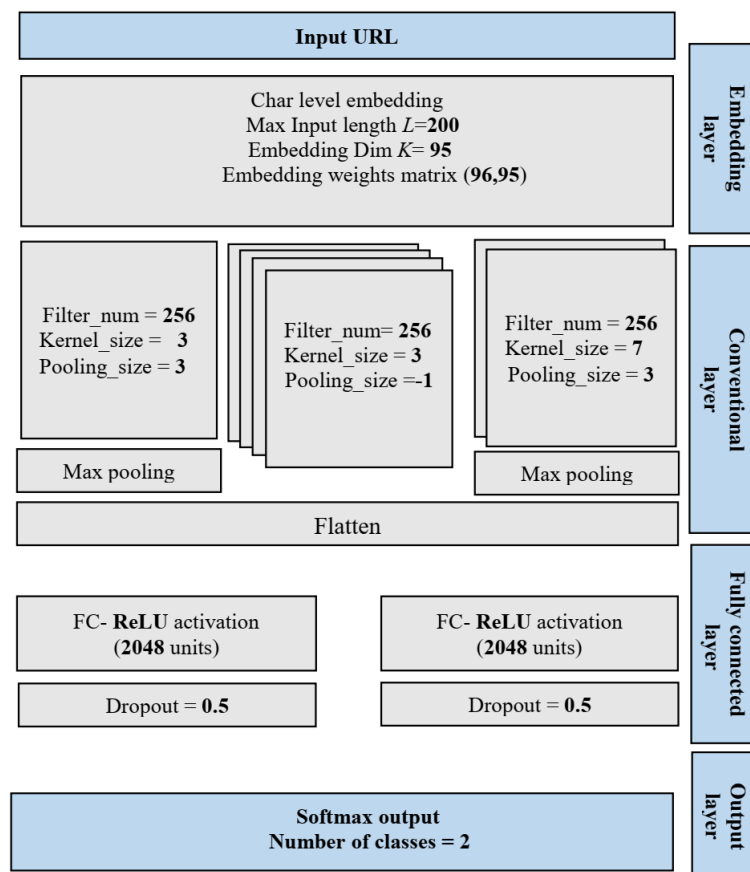 Input URL
Char level embedding
Max Input length L=200
Embedding Dim K= 95
Embedding weights matrix (96,95)
Embedding
layer
Filter_num = 256
Kernel_size =   3
Pooling_size = 3
Max pooling
Filter_num= 256
Kernel_size = 3
Pooling_size =-1
Filter_num = 256
Kernel_size = 7
Pooling_size = 3
Max pooling
Flatten
Conventional
layer
FC- ReLU activation
(2048 units)
Dropout = 0.5
FC- ReLU activation
(2048 units)
Dropout = 0.5
Fully connected
layer
Softmax output
Number of classes = 2
Output
layer